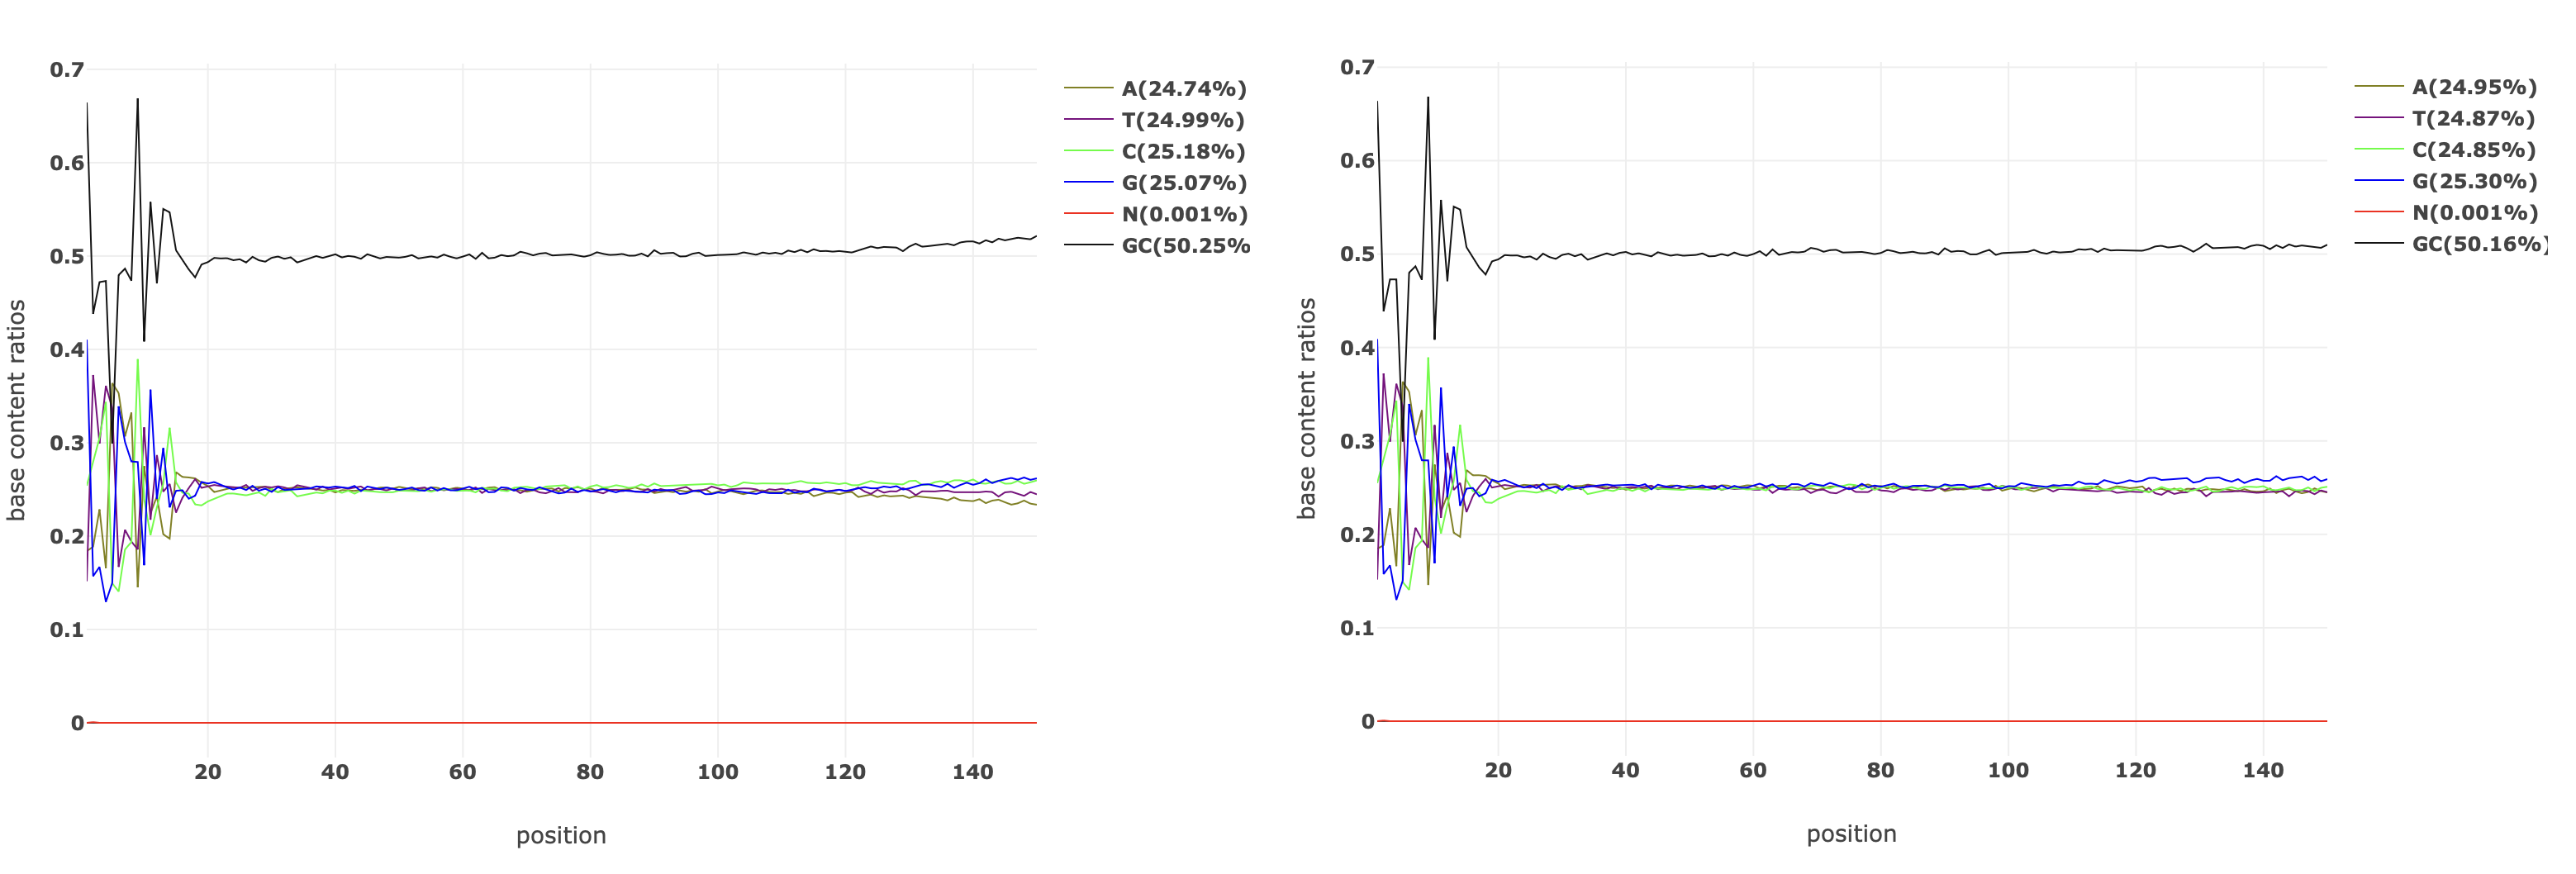 0.7
0.6
0.5
0.4
0.3
0.2
0.1
0
base content ratios
20 40 60 80 100 120 140
position
A(24.74%)
T(24.99%)
C(25.18%)
G(25.07%)
N(0.001%)
GC(50.25%
0.7
0.6
0.5
0.4
0.3
0.2
0.1
0
base content ratios
20 40 60 80 100 120 140
position
A(24.95%)
T(24.87%)
C(24.85%)
G(25.30%)
N(0.001%)
GC(50.16%)